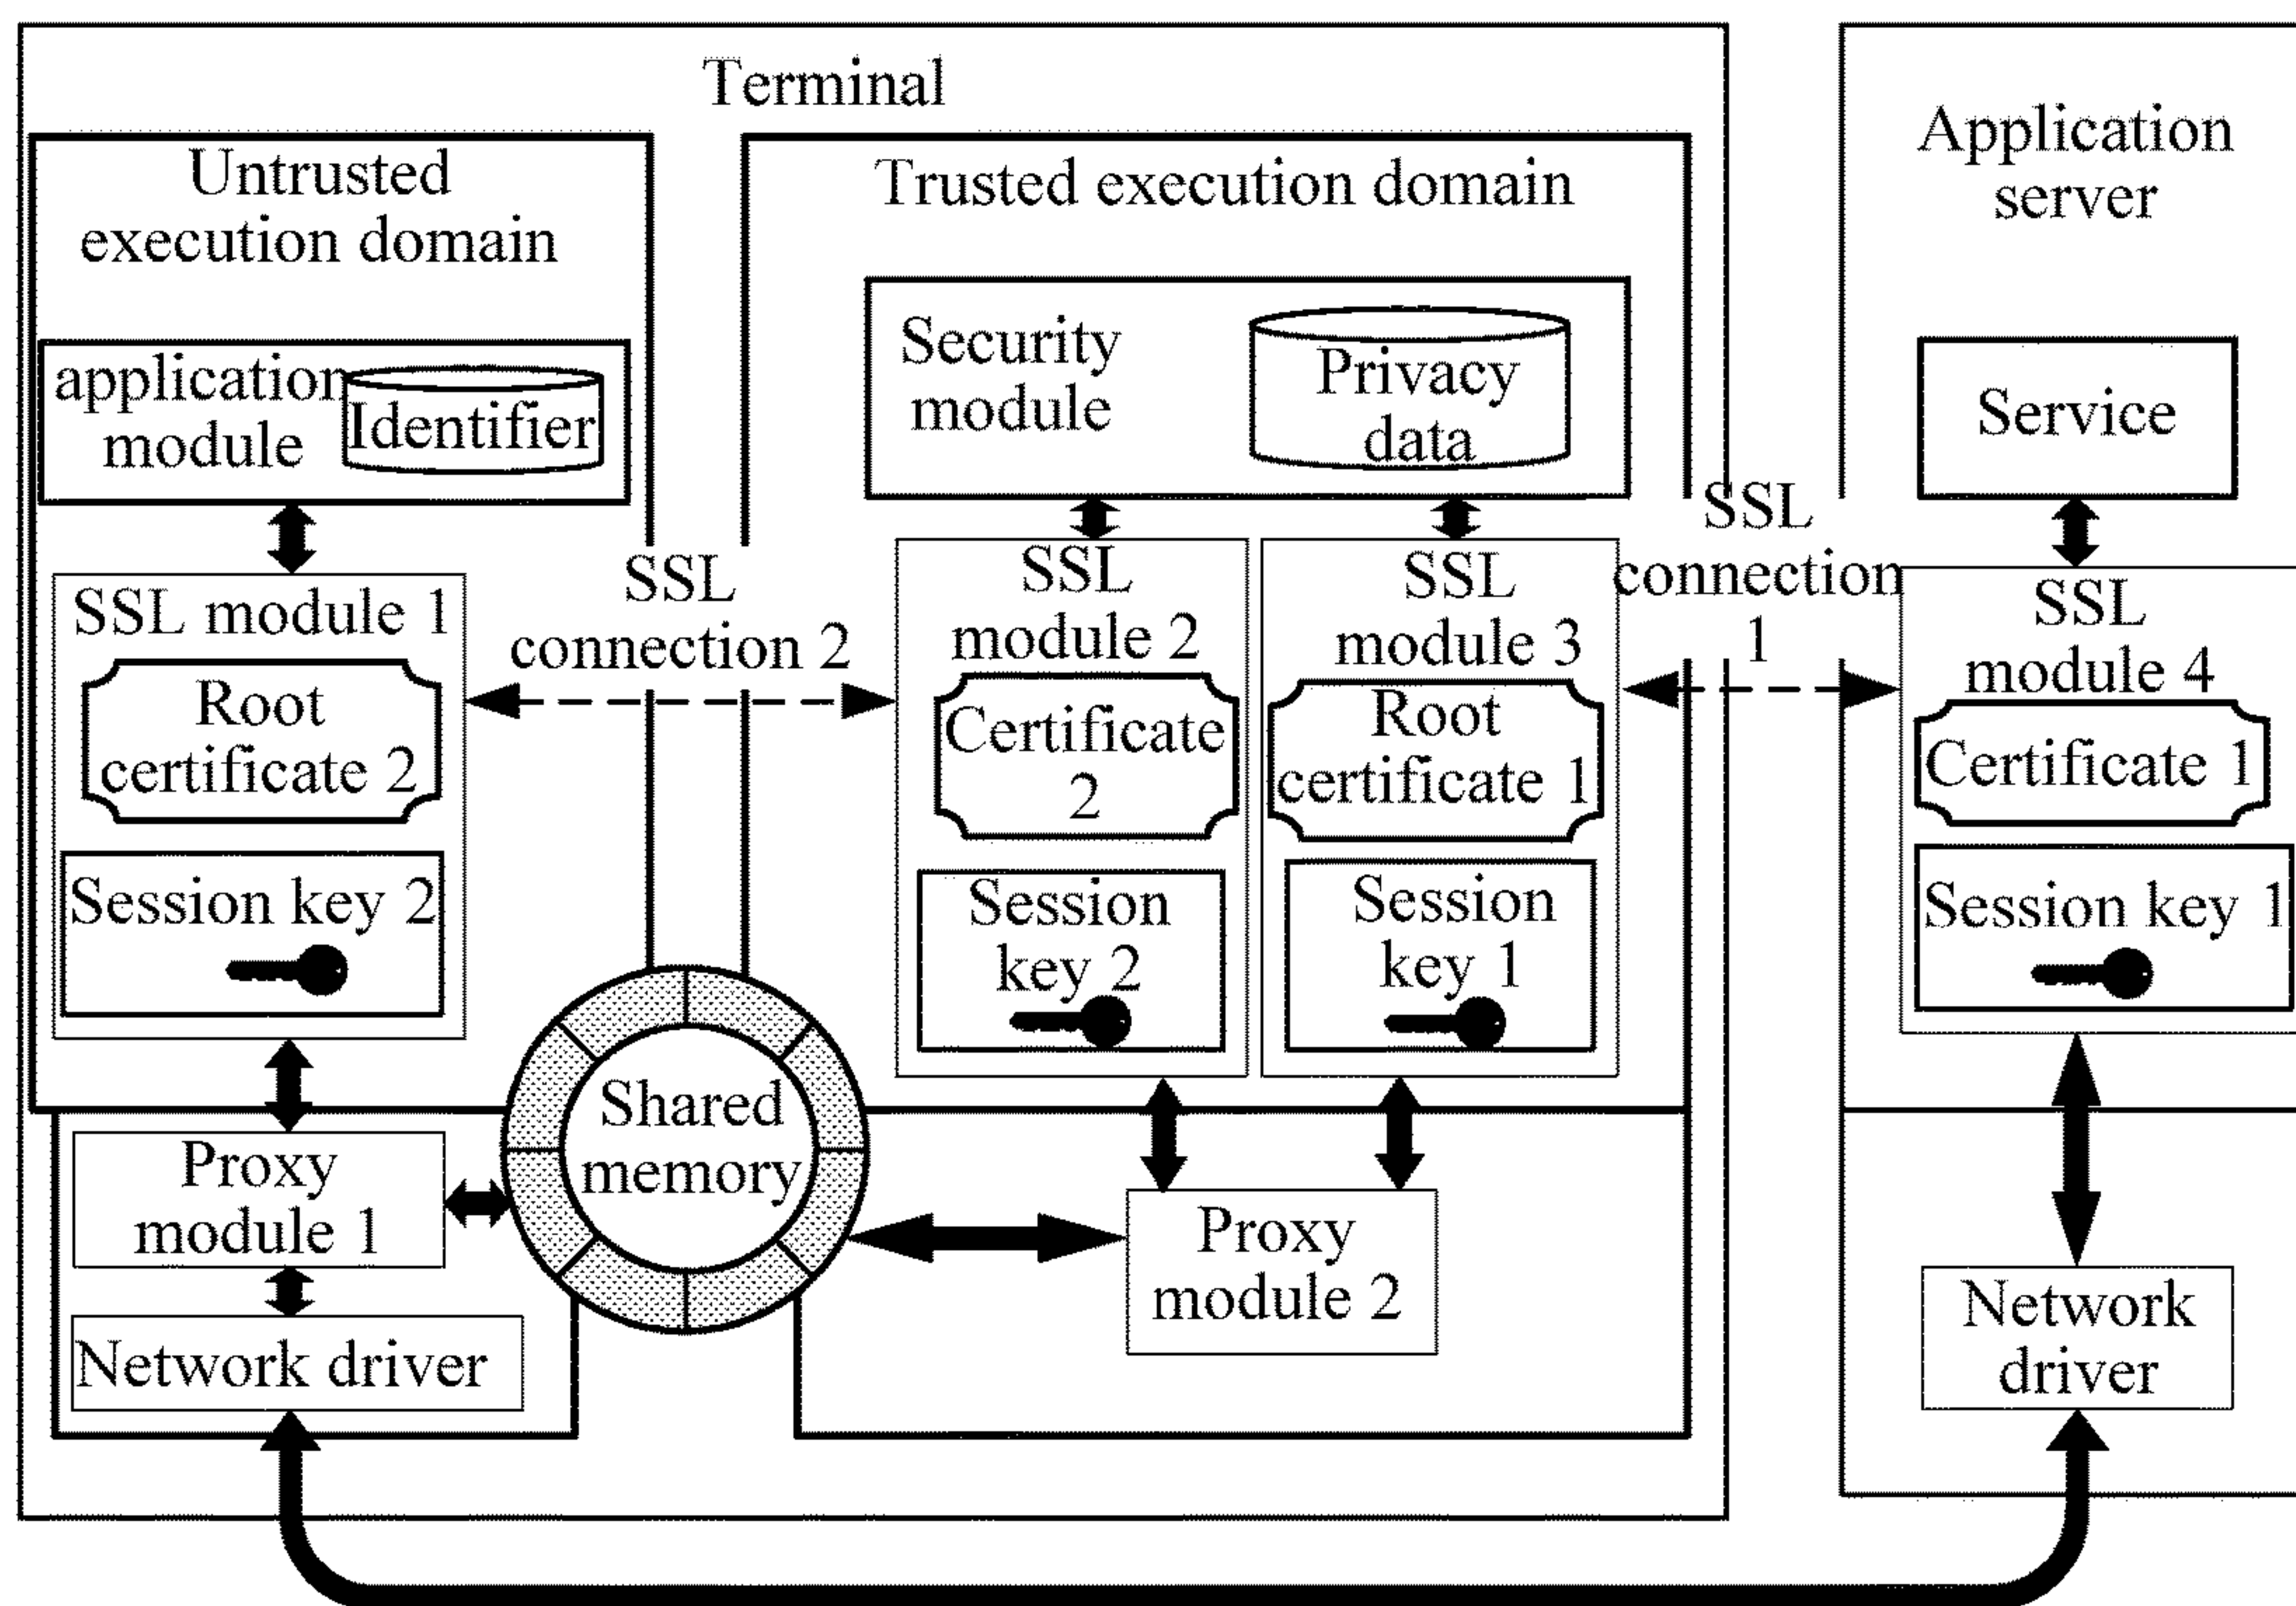 Terminal
Untrusted
execution domain
application
module
Identifier
SSL module 1
Root
certificate 2
Session key 2
Proxy
module 1
Network driver
SSL
connection 2
Shared
memory
Trusted execution domain
Security
module
Privacy
data
SSL
module 2
Certificate
2
Session
key 2
SSL
module 3
Root
certificate 1
Session
key 1
Proxy
module 2
SSL
connection
1
Application
server
Service
SSL
module 4
Certificate 1
Session key 1
Network
driver